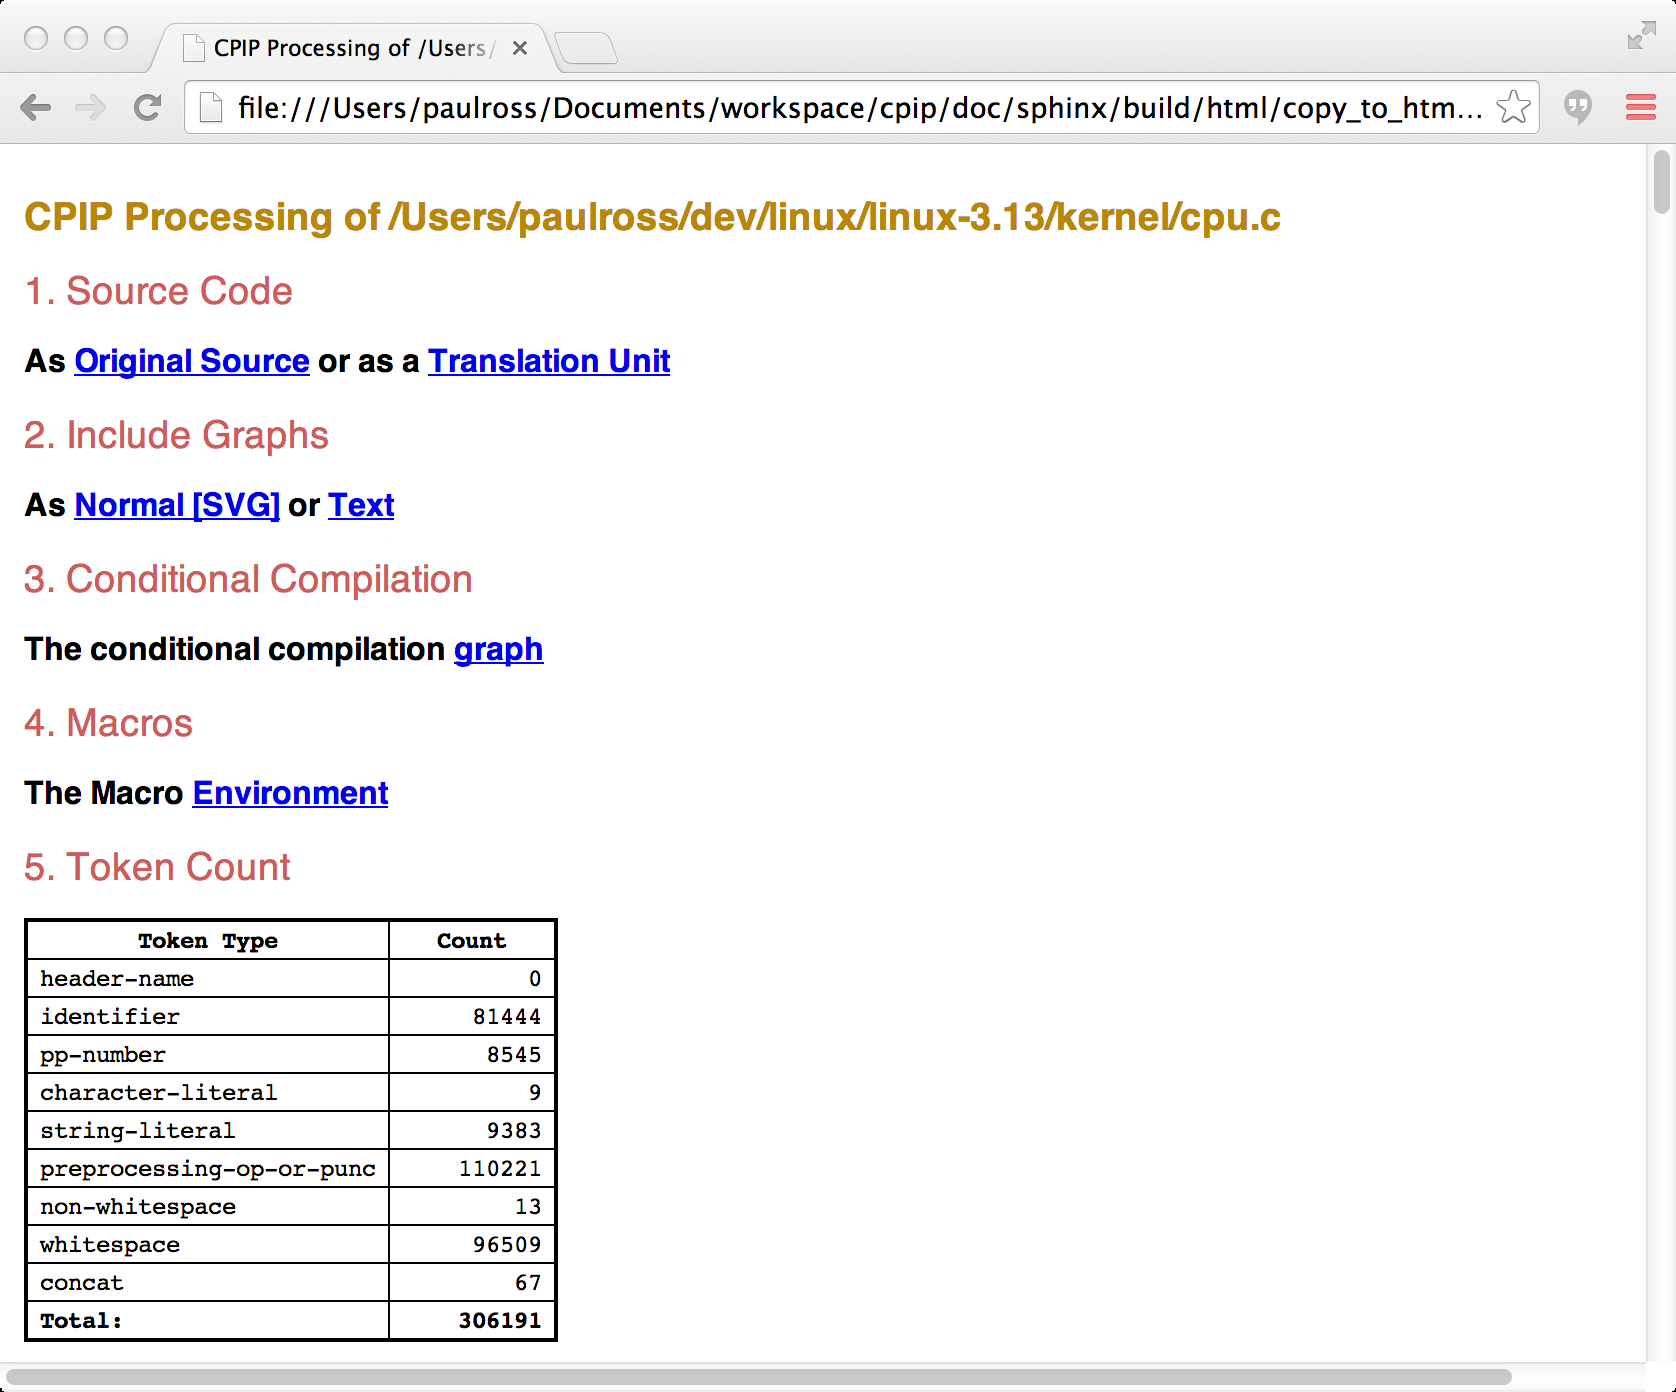 CPIP Processing of /Users/
file:///Users/paulross/Documents/workspace/cpip/doc/sphinx/build/html/copy_to_htm...
CPIP Processing of /Users/paulross/dev/linux/linux-3.13/kernel/cpu.c
1. Source Code
As Original Source or as a Translation Unit
2. Include Graphs
As Normal [SVG] or Text
3. Conditional Compilation
The conditional compilation graph
4. Macros
The Macro Environment
5. Token Count
Token Type Count
header-name 0
identifier 81444
pp-number 8545
character-literal 9
string-literal 9383
preprocessing-op-or-punc 110221
non-whitespace 13
whitespace 96509
concat 67
Total: 306191